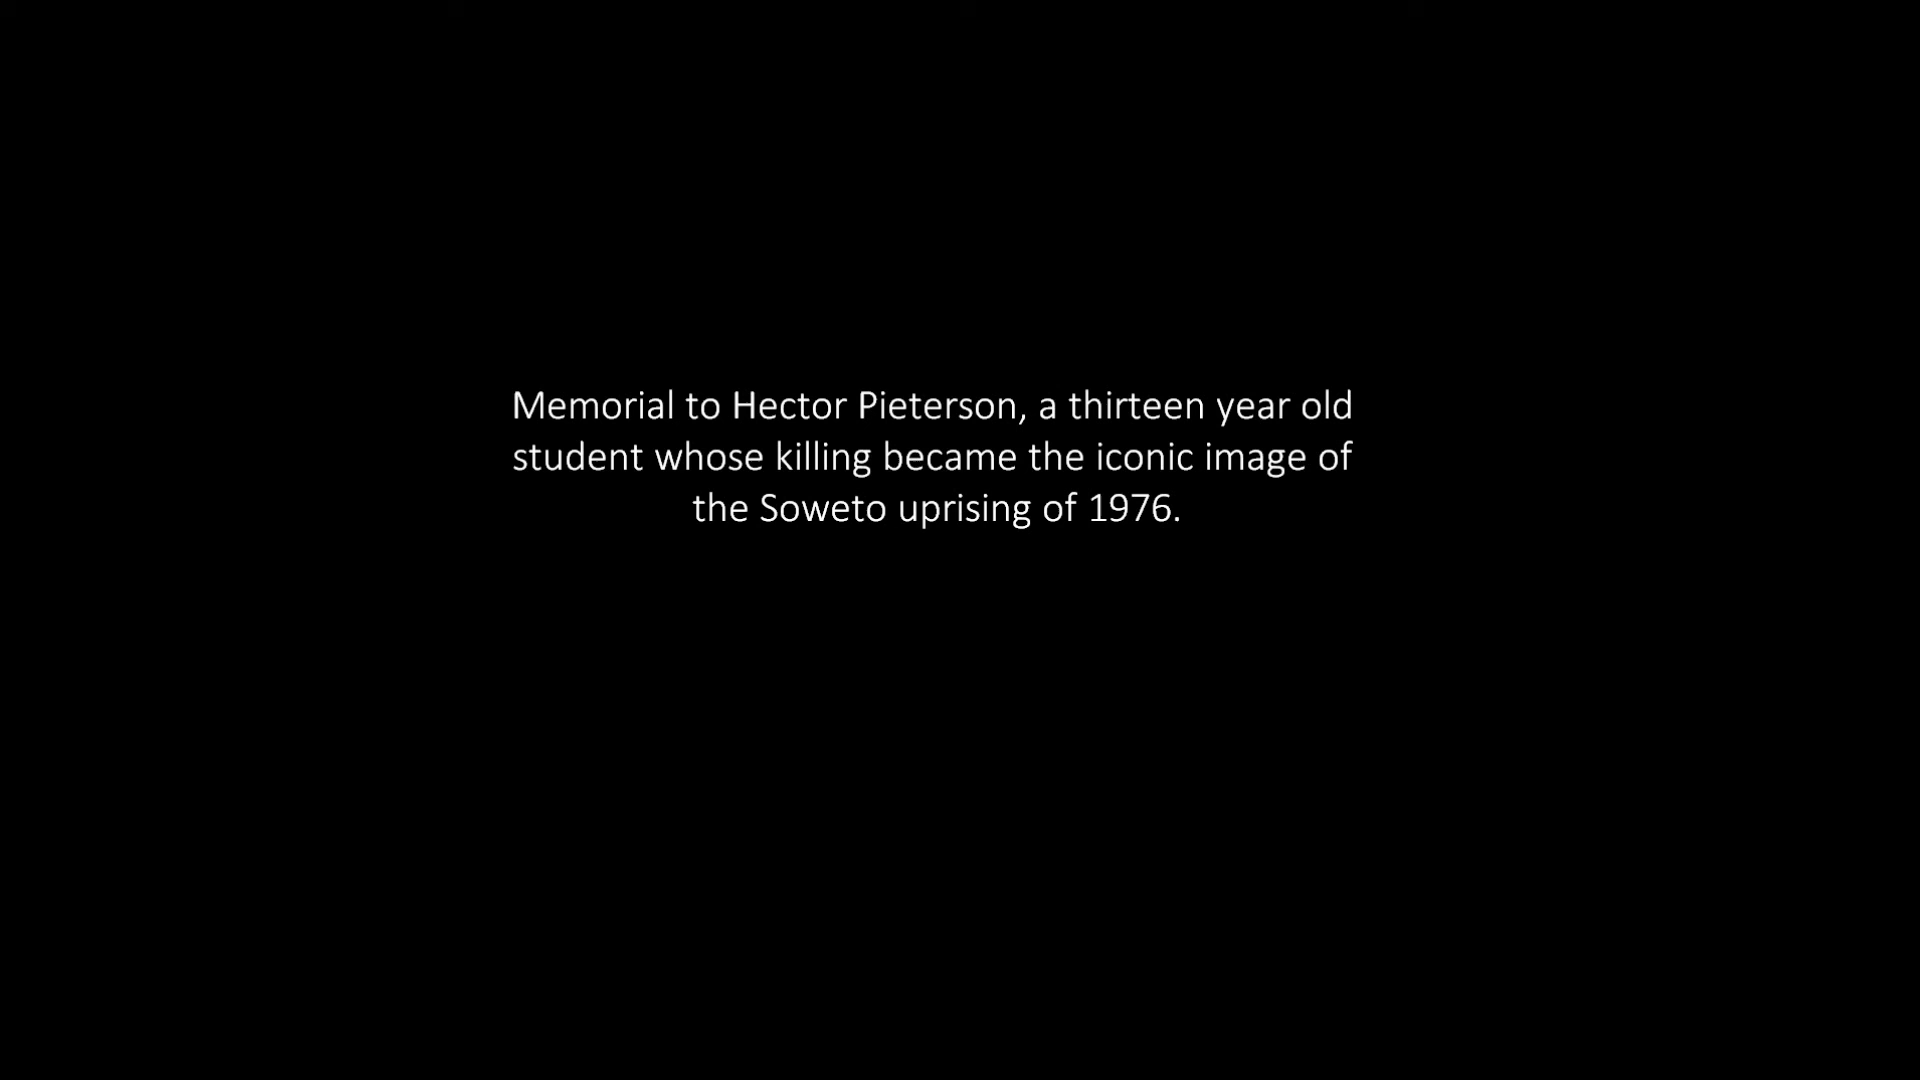 Memorial to Hector Pieterson, a thirteen year old
student whose killing became the iconic image of
the Soweto uprising of 1976.